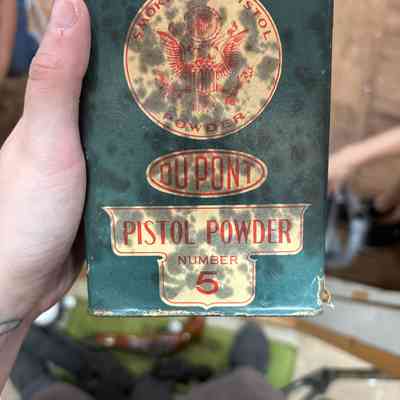 SMOKELESS PISTOL
POWDER
DU PONT
PISTOL POWDER
NUMBER
5